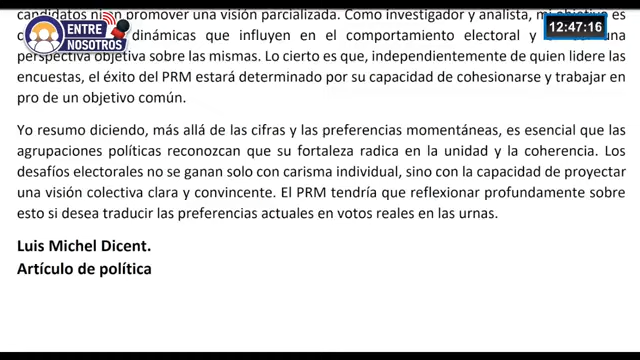 candidatos ni promover una visión parcializada. Como investigador y analista, mi objetivo es
dinámicas que influyen en el comportamiento electoral y una
perspectiva objetiva sobre las mismas. Lo cierto es que, independientemente de quien lidere las
encuestas, el éxito del PRM estará determinado por su capacidad de cohesionarse y trabajar en
pro de un objetivo común.
Yo resumo diciendo, más allá de las cifras y las preferencias momentáneas, es esencial que las
agrupaciones políticas reconozcan que su fortaleza radica en la unidad y la coherencia. Los
desafíos electorales no se ganan solo con carisma individual, sino con la capacidad de proyectar
una visión colectiva clara y convincente. El PRM tendría que reflexionar profundamente sobre
esto si desea traducir las preferencias actuales en votos reales en las urnas.
Luis Michel Dicent.
Artículo de política
ENTRE
NOSOTROS
12:47:16